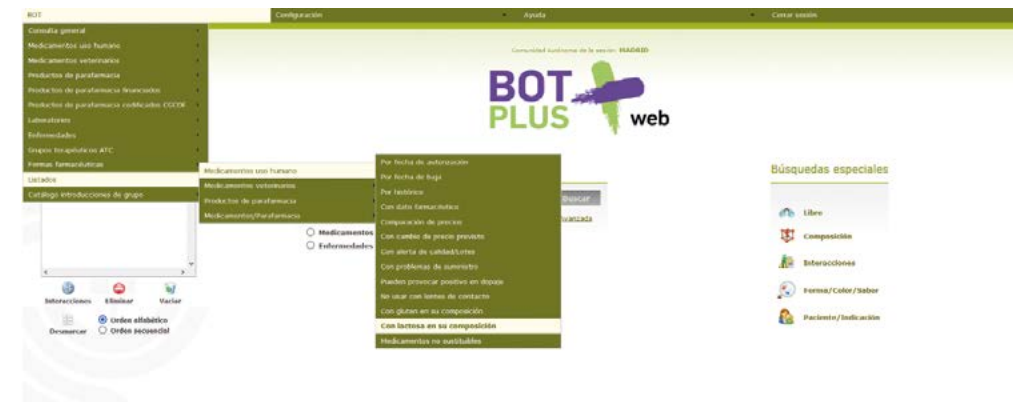 BOT
Configuración
Ayuda
Cerrar sesión
Consulta general
Medicamentos uso humano
Medicamentos veterinarios
Productos de parafarmacia
Productos de parafarmacia financiados
Productos de parafarmacia codificados CGCOF
Laboratorios
Enfermedades
Grupos terapéuticos ATC
Formas farmacéuticas
Listados
Catálogo introducciones de grupo
Medicamentos uso humano
Medicamentos veterinarios
Productos de parafarmacia
Medicamentos/Parafarmacia
Por fecha de autorización
Por fecha de baja
Por histórico
Con dato farmacéutico
Comparación de precios
Con cambio de precio previsto
Con alerta de calidad/Lotes
Con problemas de suministro
Pueden provocar positivo en dopaje
No usar con lentes de contacto
Con gluten en su composición
Con lactosa en su composición
Medicamentos no sustituibles
Comunidad Autónoma de la sesión: MADRID
BOT
PLUS web
Buscar
Avanzada
Medicamentos
Enfermedades
Interacciones Eliminar Vaciar
Desmarcar
Orden alfabético
Orden secuencial
Búsquedas especiales
Libre
Composición
Interacciones
Forma/Color/Sabor
Paciente/Indicación